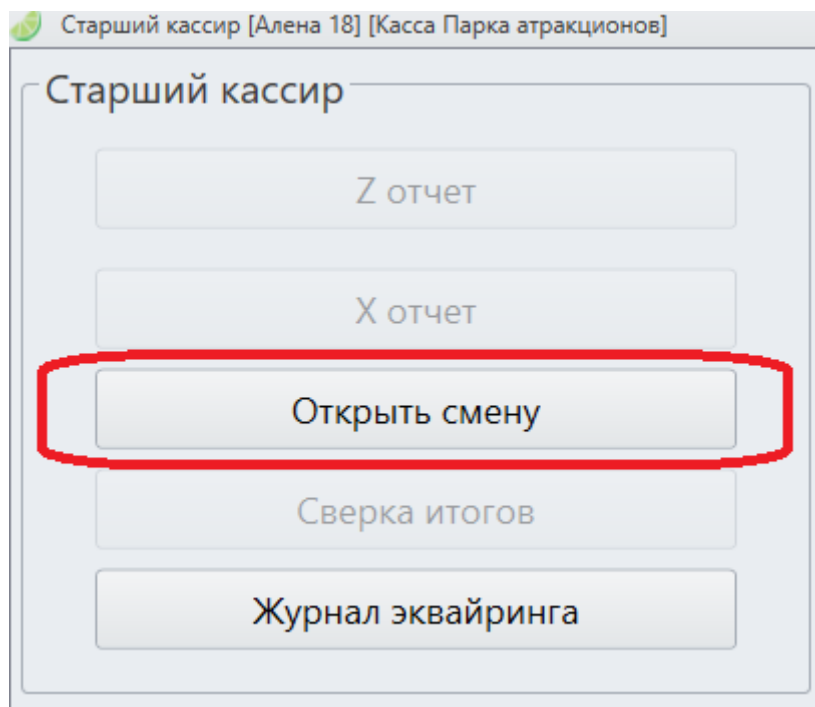 Старший кассир [Алена 18] [Касса Парка атракционов]
Старший кассир
Z отчет
X отчет
Открыть смену
Сверка итогов
Журнал эквайринга